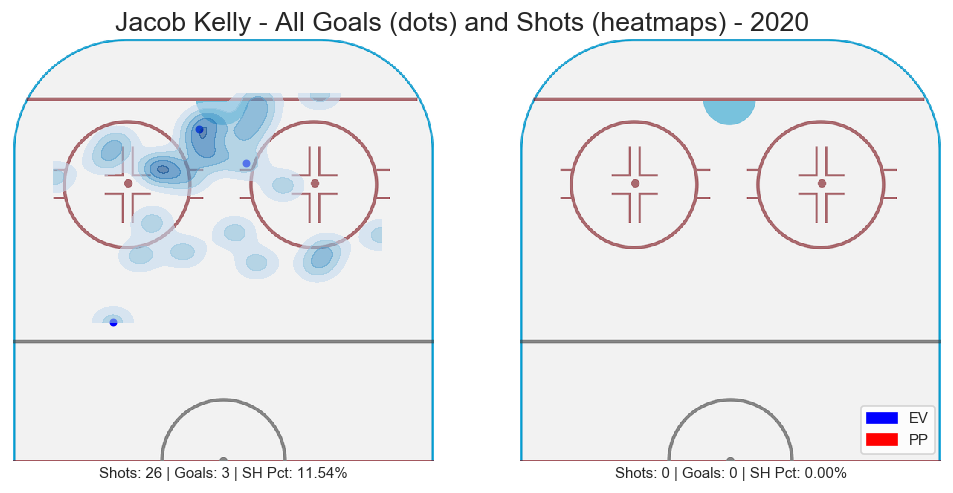 Jacob Kelly - All Goals (dots) and Shots (heatmaps) - 2020
EV
PP
Shots: 26 | Goals: 3 | SH Pct: 11.54%
Shots: 0 | Goals: 0 | SH Pct: 0.00%